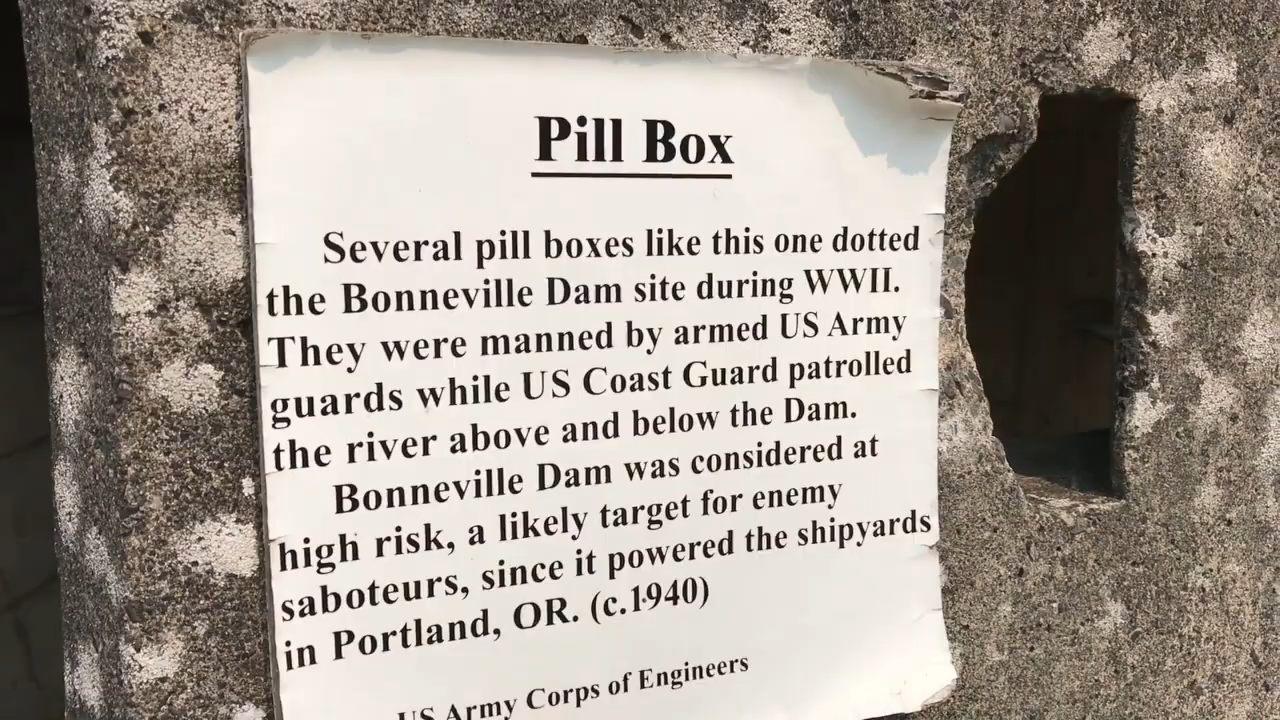 Pill Box
Several pill boxes like this one dotted
the Bonneville Dam site during WWII.
They were manned by armed US Army
guards while US Coast Guard patrolled
the river above and below the Dam.
Bonneville Dam was considered at
high risk, a likely target for enemy
saboteurs, since it powered the shipyards
in Portland, OR. (c.1940)
US Army Corps of Engineers